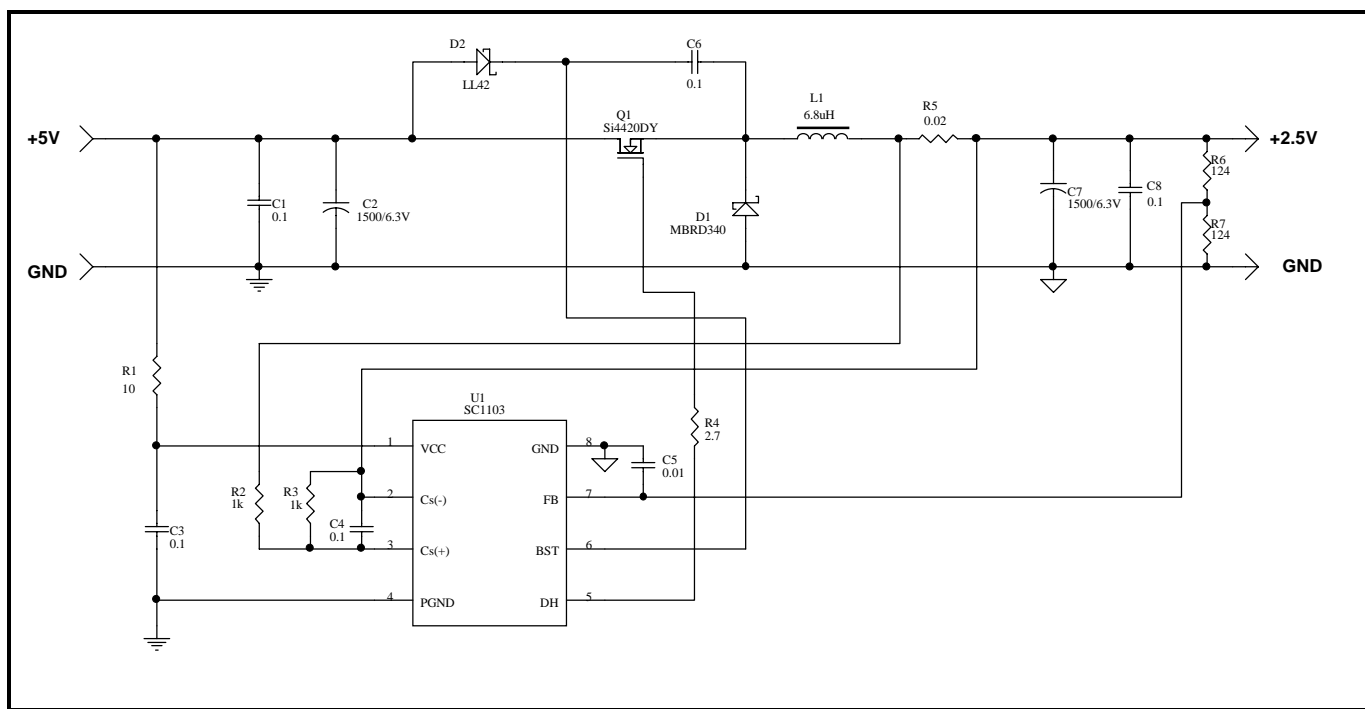 D2
LL42
C6
0.1
+5V
Q1
Si4420DY
L1
6.8uH
R5
0.02
+2.5V
C1
0.1
C2
1500/6.3V
D1
MBRD340
C7
1500/6.3V
C8
0.1
R6
124
R7
124
GND
GND
R1
10
U1
SC1103
R4
2.7
1
VCC
GND
8
C5
0.01
R2
1k
R3
1k
2
Cs(-)
FB
7
C3
0.1
C4
0.1
3
Cs(+)
BST
6
4
PGND
DH
5